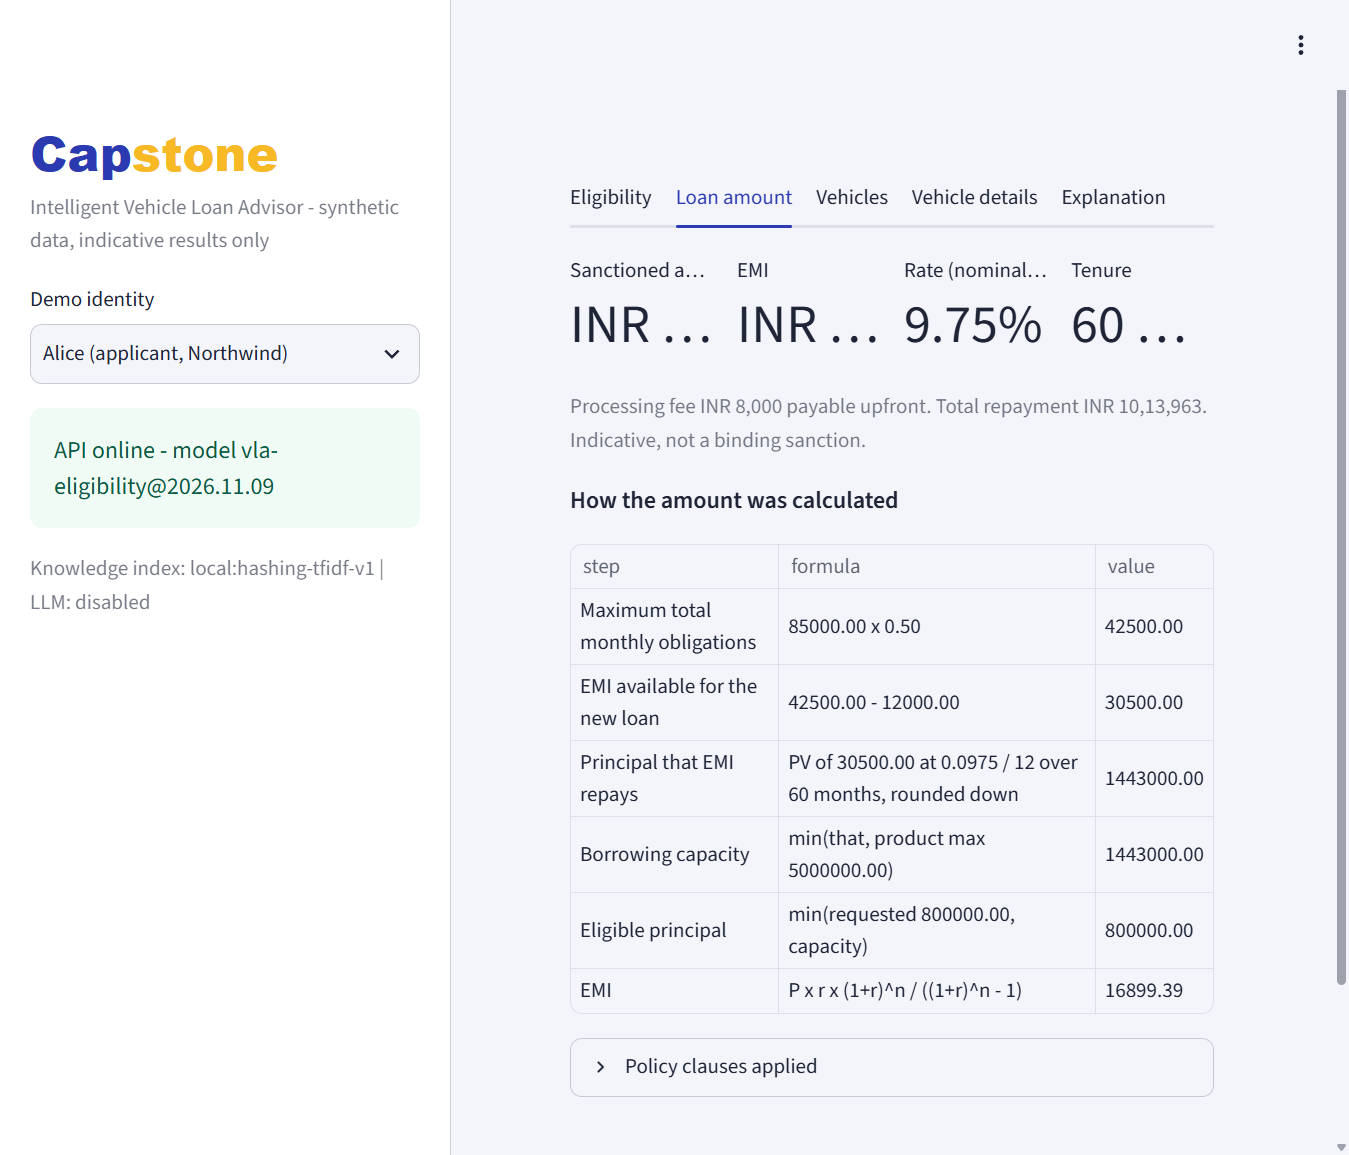 Capstone
Intelligent Vehicle Loan Advisor - synthetic
data, indicative results only
Demo identity
Alice (applicant, Northwind)
API online - model vla-
eligibility@2026.11.09
Knowledge index: local:hashing-tfidf-v1 |
LLM: disabled
Eligibility Loan amount Vehicles Vehicle details Explanation
Sanctioned a… EMI Rate (nominal… Tenure
INR … INR … 9.75% 60 …
Processing fee INR 8,000 payable upfront. Total repayment INR 10,13,963.
Indicative, not a binding sanction.
How the amount was calculated
step formula value
Maximum total
monthly obligations
85000.00 x 0.50
42500.00
EMI available for the
new loan
42500.00 - 12000.00
30500.00
Principal that EMI
repays
PV of 30500.00 at 0.0975 / 12 over
60 months, rounded down
1443000.00
Borrowing capacity
min(that, product max
5000000.00)
1443000.00
Eligible principal
min(requested 800000.00,
capacity)
800000.00
EMI
P x r x (1+r)^n / ((1+r)^n - 1)
16899.39
Policy clauses applied